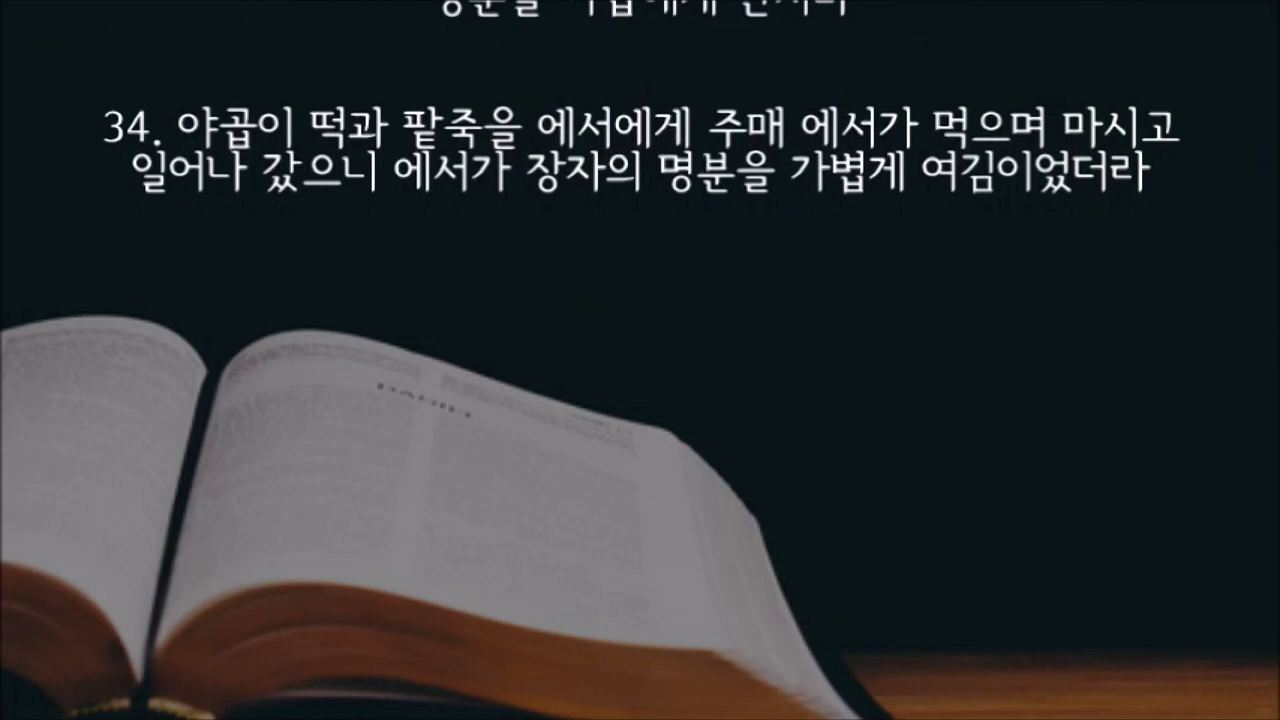 34. 야곱이 떡과 팥죽을 에서에게 주매 에서가 먹으며 마시고
일어나 갔으니 에서가 장자의 명분을 가볍게 여김이었더라